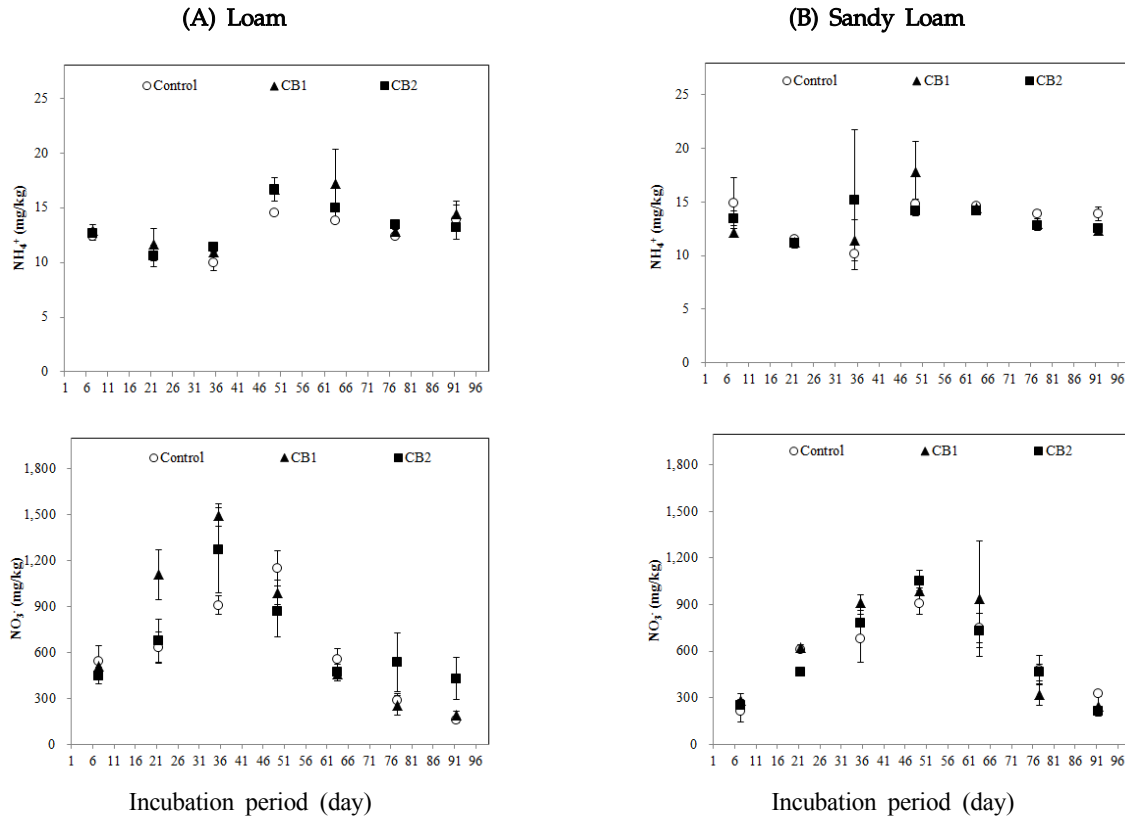 (A) Loam
(B) Sandy Loam
Control CB1 CB2
25
20
15
10
5
0
NH₄⁺ (mg/kg)
1 6 11 16 21 26 31 36 41 46 51 56 61 66 71 76 81 86 91 96
Control CB1 CB2
25
20
15
10
5
0
NH₄⁺ (mg/kg)
1 6 11 16 21 26 31 36 41 46 51 56 61 66 71 76 81 86 91 96
Control CB1 CB2
1,800
1,500
1,200
900
600
300
0
NO₃⁻ (mg/kg)
1 6 11 16 21 26 31 36 41 46 51 56 61 66 71 76 81 86 91 96
Incubation period (day)
Control CB1 CB2
1,800
1,500
1,200
900
600
300
0
NO₃⁻ (mg/kg)
1 6 11 16 21 26 31 36 41 46 51 56 61 66 71 76 81 86 91 96
Incubation period (day)